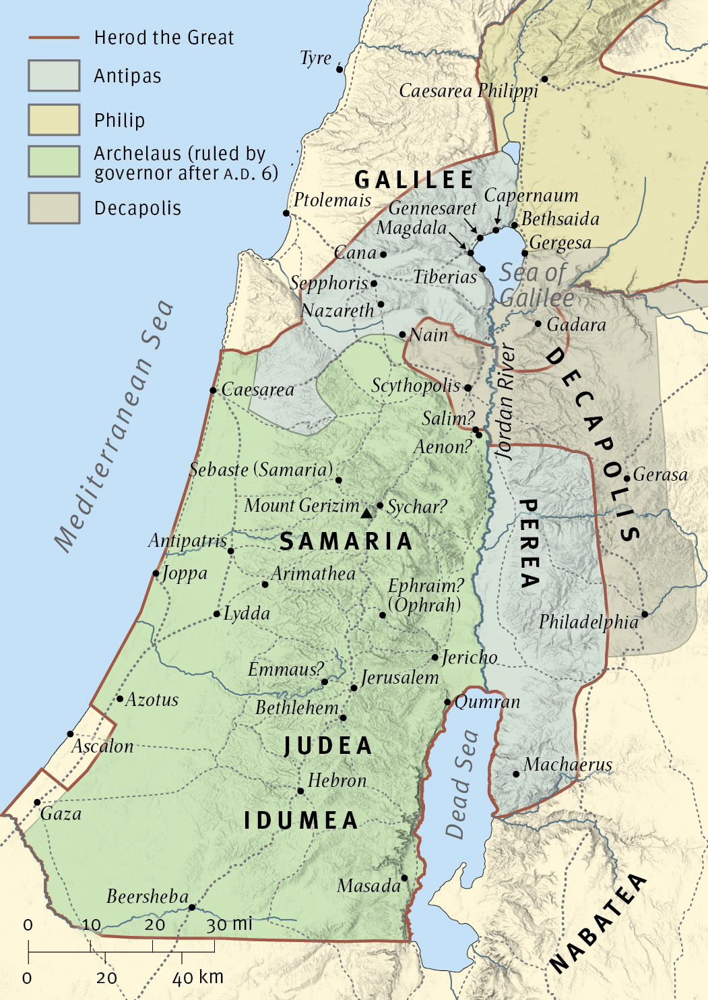 Herod the Great
Antipas
Philip
Archelaus (ruled by
governor after A.D. 6)
Decapolis
Tyre
Caesarea Philippi
GALILEE
Ptolemais
Capernaum
Gennesaret
Magdala
Bethsaida
Gergesa
Cana
Sepphoris
Tiberias
Sea of
Galilee
Nazareth
Nain
Gadara
Mediterranean Sea
DECAPOLIS
Caesarea
Scythopolis
Jordan River
Salim?
Aenon?
Sebaste (Samaria)
Gerasa
Mount Gerizim
Sychar?
PEREA
Antipatris
SAMARIA
Joppa
Arimathea
Ephraim?
(Ophrah)
Lydda
Philadelphia
Jericho
Emmaus?
Jerusalem
Azotus
Bethlehem
Qumran
Ascalon
JUDEA
Dead Sea
Machaerus
Hebron
Gaza
IDUMEA
Masada
NABATEA
Beersheba
0 10 20 30 mi
0 20 40 km